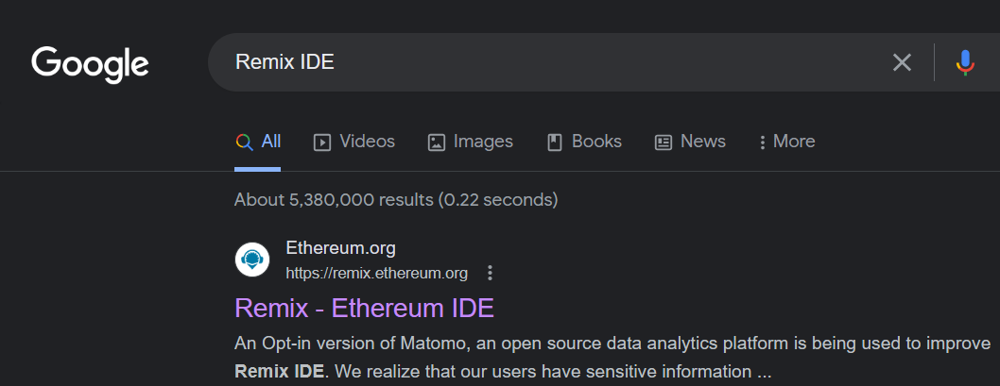 Google
Remix IDE
All Videos Images Books News More
About 5,380,000 results (0.22 seconds)
Ethereum.org
https://remix.ethereum.org
Remix - Ethereum IDE
An Opt-in version of Matomo, an open source data analytics platform is being used to improve
Remix IDE. We realize that our users have sensitive information ...